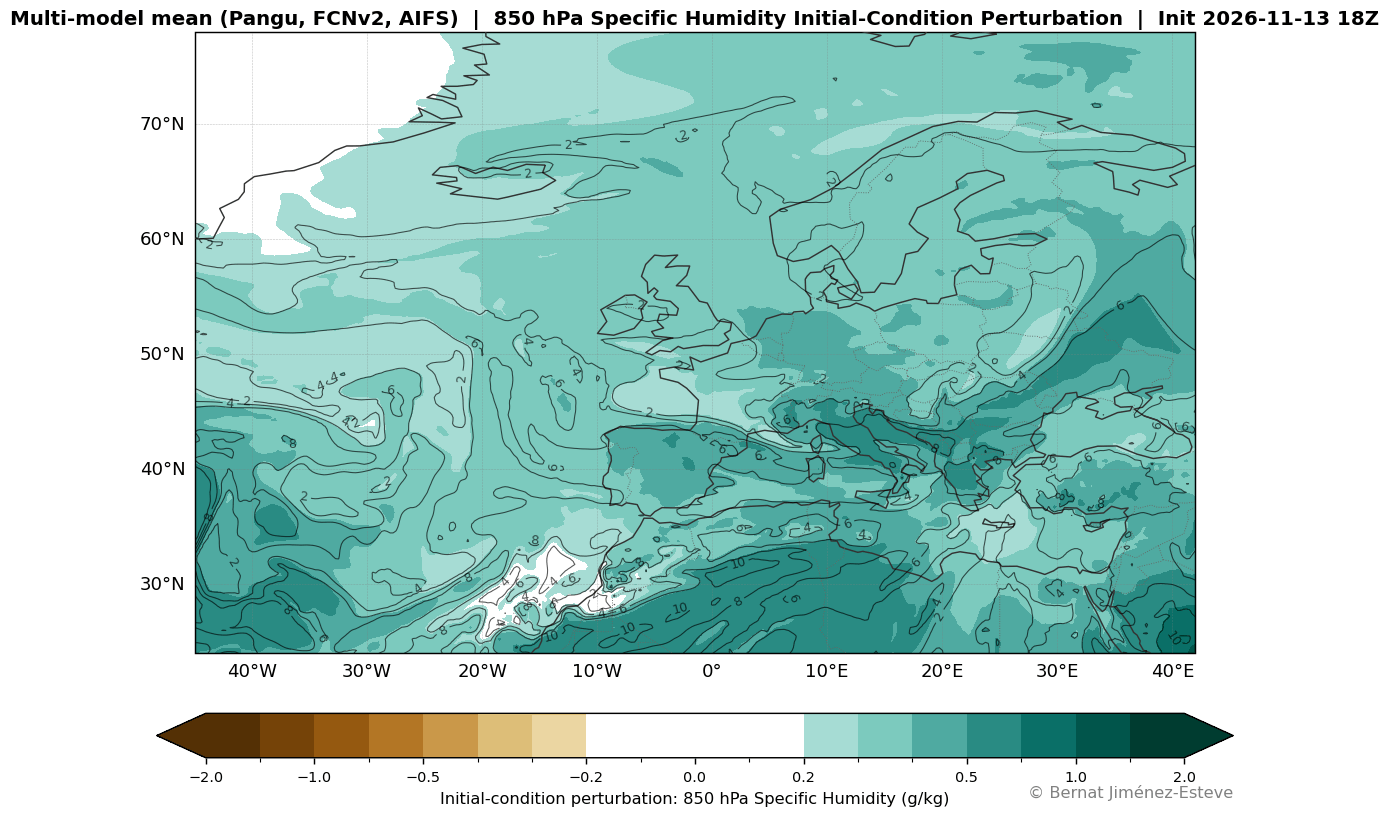 Multi-model mean (Pangu, FCNv2, AIFS)  |  850 hPa Specific Humidity Initial-Condition Perturbation  |  Init 2026-11-13 18Z
70°N
60°N
50°N
40°N
30°N
40°W 30°W 20°W 10°W 0° 10°E 20°E 30°E 40°E
−2.0 −1.0 −0.5 −0.2 0.0 0.2 0.5 1.0 2.0
Initial-condition perturbation: 850 hPa Specific Humidity (g/kg)
© Bernat Jiménez-Esteve